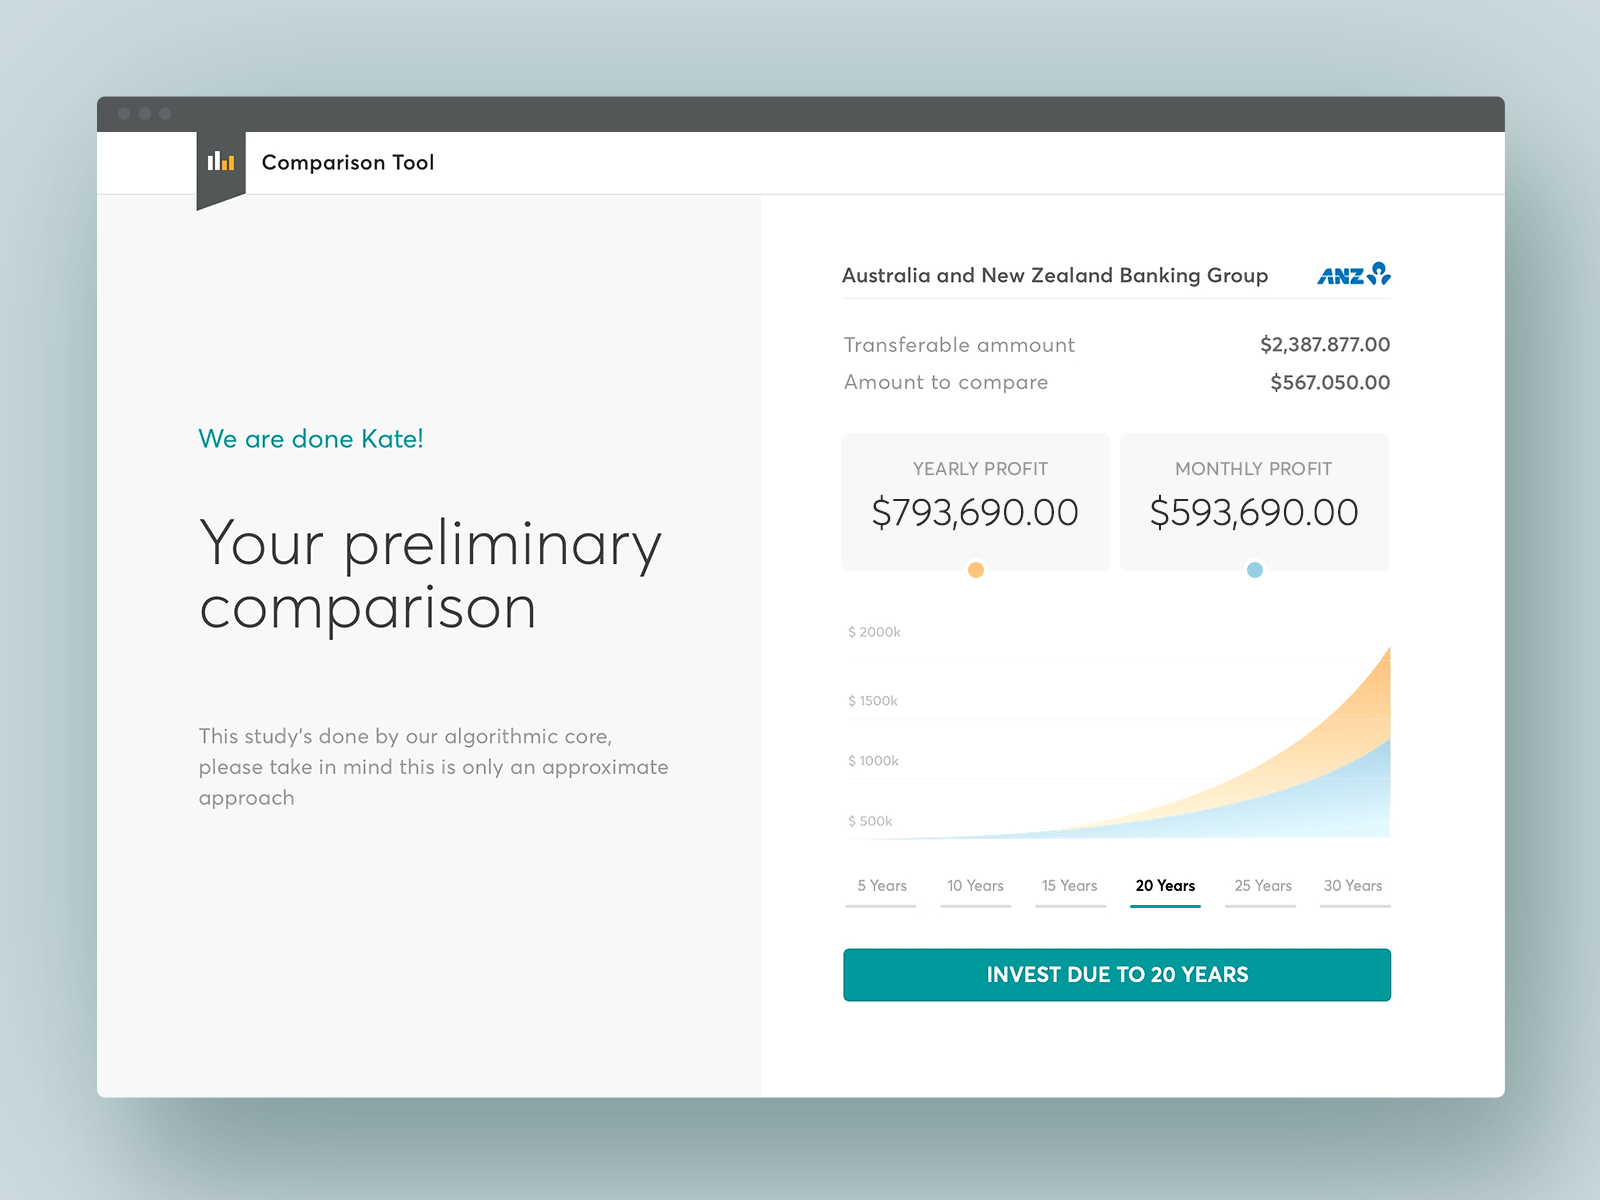 Comparison Tool
We are done Kate!
Your preliminary
comparison
This study's done by our algorithmic core,
please take in mind this is only an approximate
approach
Australia and New Zealand Banking Group
ANZ
Transferable ammount $2,387.877.00
Amount to compare $567.050.00
YEARLY PROFIT
$793,690.00
MONTHLY PROFIT
$593,690.00
$ 2000k
$ 1500k
$ 1000k
$ 500k
5 Years 10 Years 15 Years 20 Years 25 Years 30 Years
INVEST DUE TO 20 YEARS